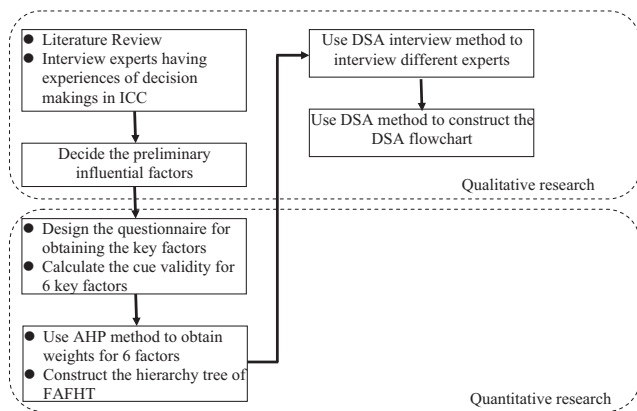 ● Literature Review
● Interview experts having
experiences of decision
makings in ICC
Decide the preliminary
influential factors
Use DSA interview method to
interview different experts
Use DSA method to construct the
DSA flowchart
Qualitative research
● Design the questionnaire for
obtaining the key factors
● Calculate the cue validity for
6 key factors
● Use AHP method to obtain
weights for 6 factors
● Construct the hierarchy tree of
FAFHT
Quantitative research